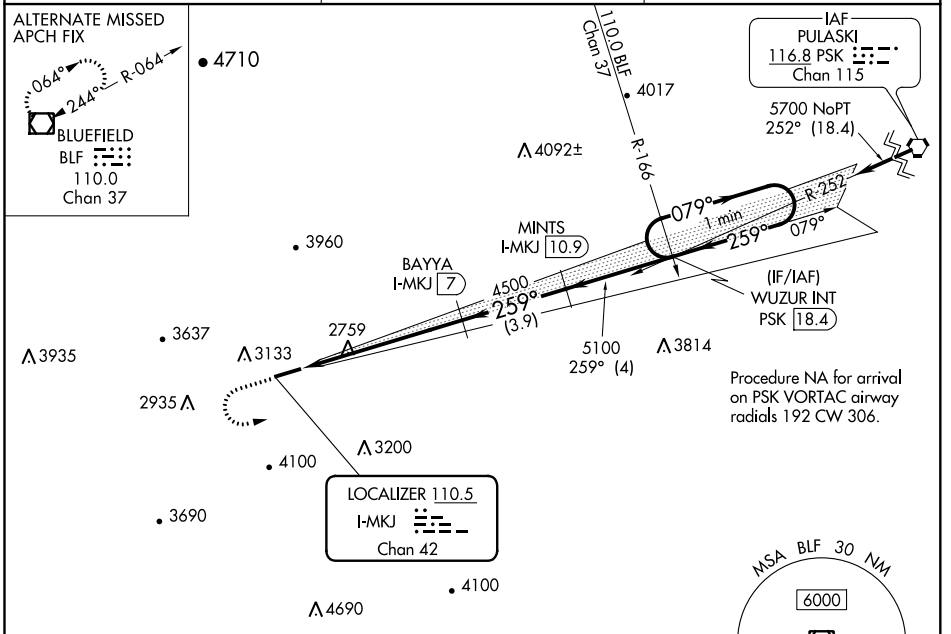 ALTERNATE MISSED
APCH FIX
064°
R-064
244°
BLUEFIELD
BLF
110.0
Chan 37
4710
110.0 BLF
Chan 37
R-166
4017
4092±
IAF
PULASKI
116.8 PSK
Chan 115
5700 NoPT
252° (18.4)
R-252
079°
1 min
259°
079°
MINTS
I-MKJ 10.9
3960
BAYYA
I-MKJ 7
4500
259°
(3.9)
(IF/IAF)
WUZUR INT
PSK 18.4
5100
259° (4)
3814
3637
2759
3935
3133
2935
Procedure NA for arrival
on PSK VORTAC airway
radials 192 CW 306.
3200
4100
LOCALIZER 110.5
I-MKJ
Chan 42
3690
4100
4690
MSA BLF 30 NM
6000